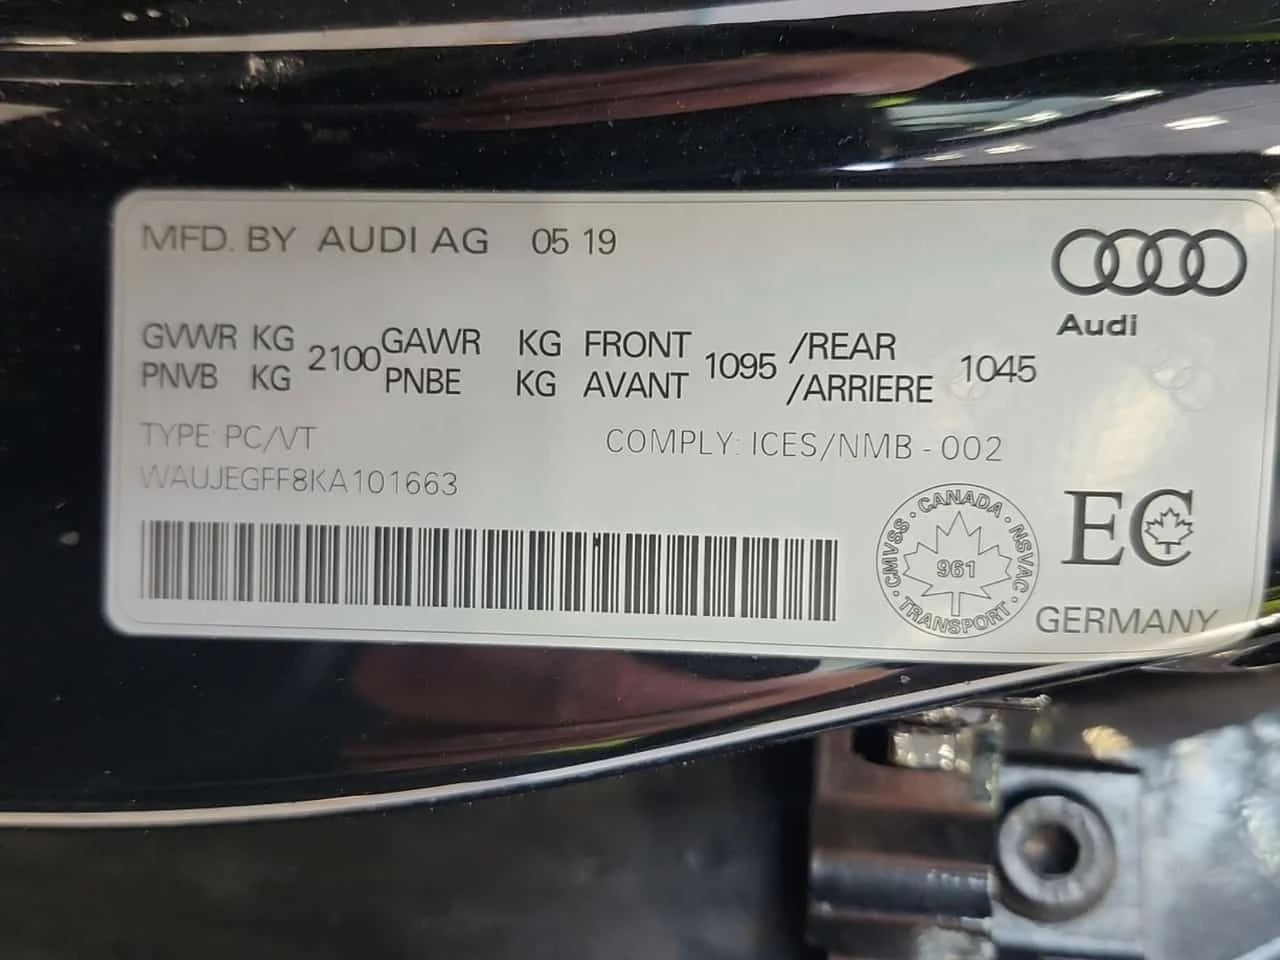 MFD. BY AUDI AG 05 19
Audi
GVWR KG 2100 GAWR KG FRONT 1095 /REAR 1045
PNVB KG PNBE KG AVANT /ARRIERE
TYPE: PC/VT COMPLY: ICES/NMB - 002
WAUJEGFF8KA101663
· CANADA · NSVAC · TRANSPORT · CMVSS
961
EC
GERMANY